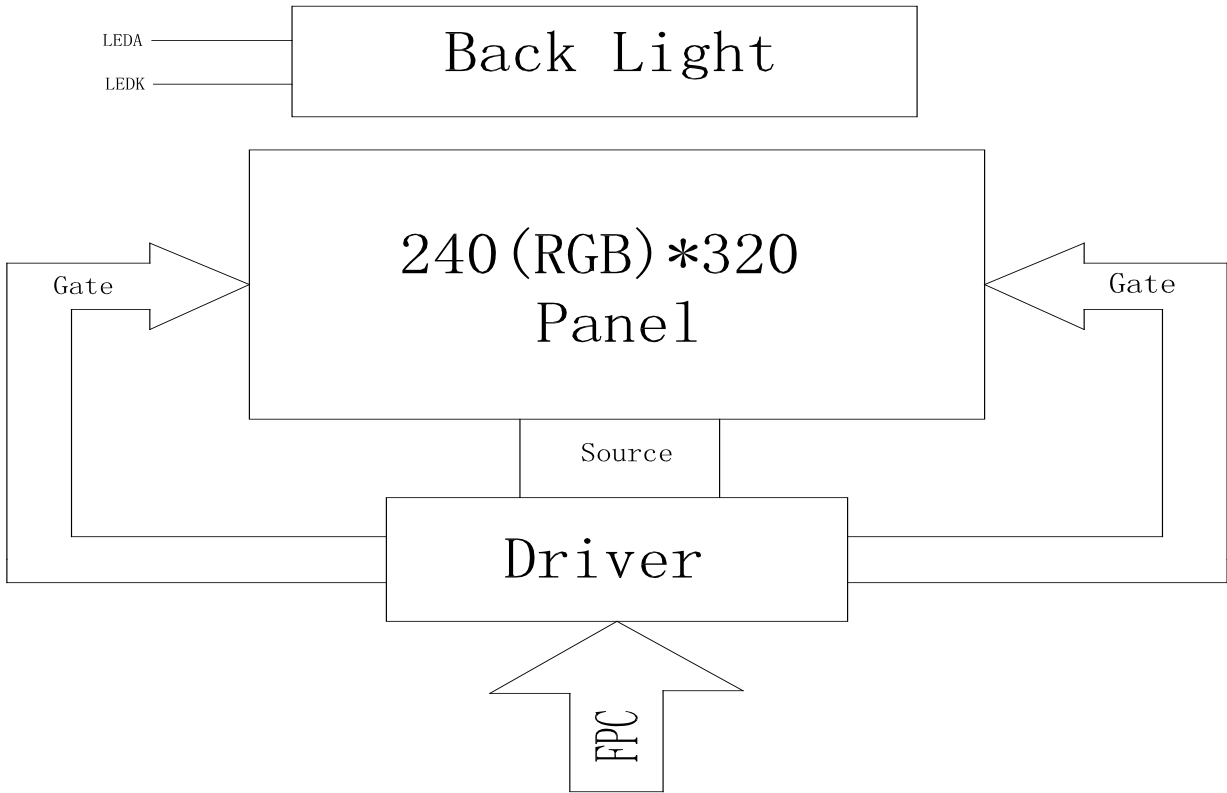 LEDA
Back Light
LEDK
240(RGB)*320
Panel
Gate
Gate
Source
Driver
FPC